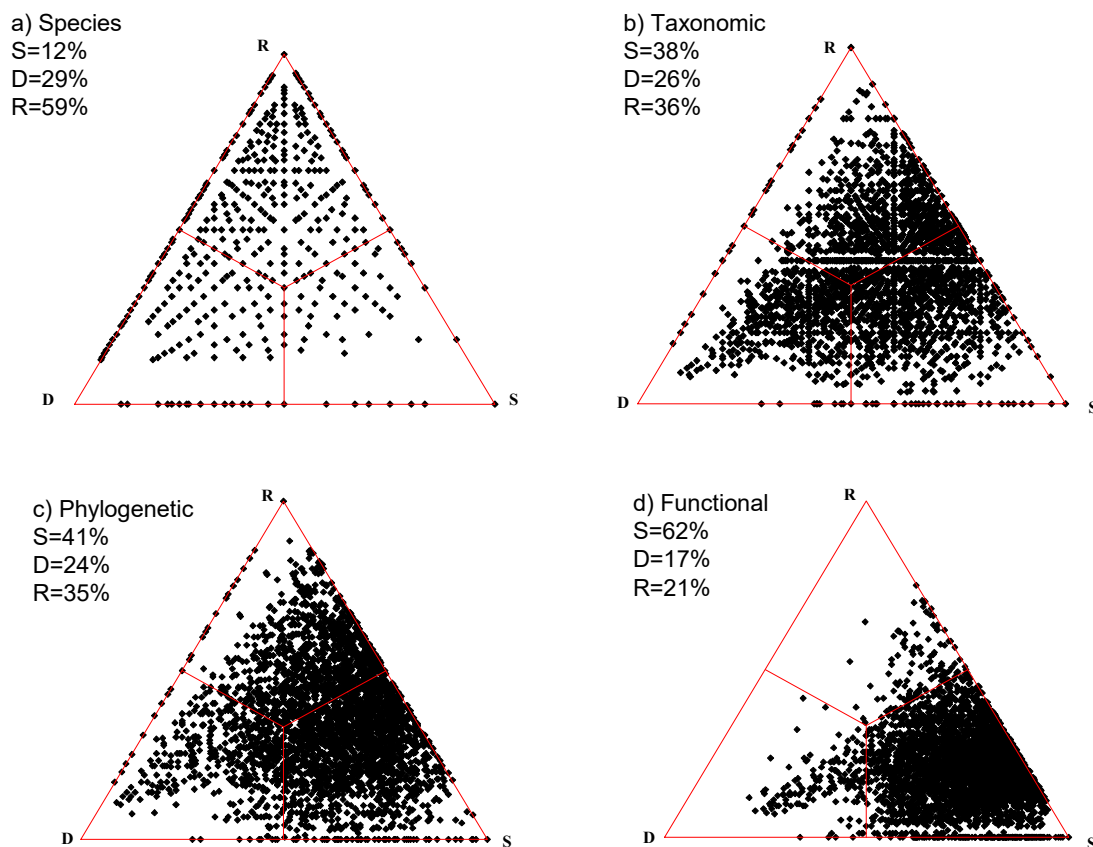 a) Species
S=12%
D=29%
R=59%
R
D
S
b) Taxonomic
S=38%
D=26%
R=36%
R
D
S
c) Phylogenetic
S=41%
D=24%
R=35%
R
D
S
d) Functional
S=62%
D=17%
R=21%
R
D
S